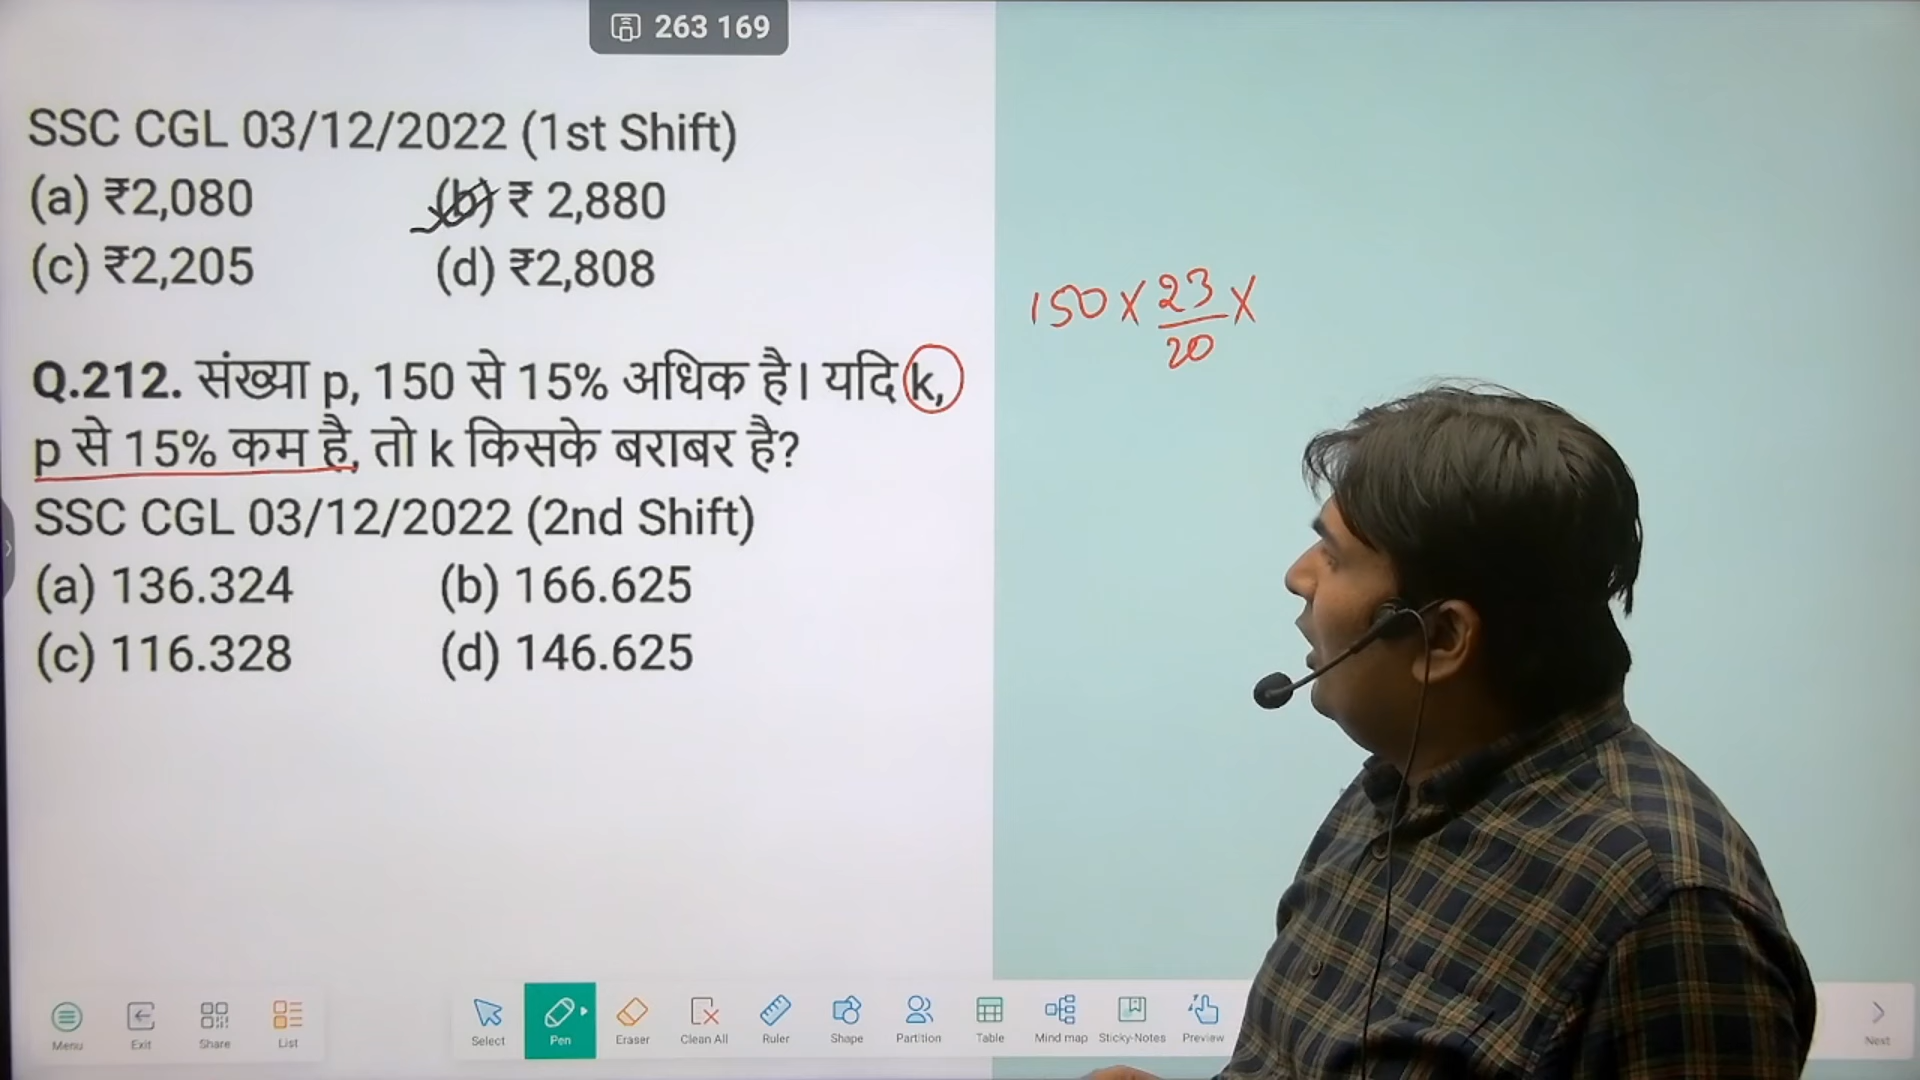 263 169
SSC CGL 03/12/2022 (1st Shift)
(a) ₹2,080 (b) ₹ 2,880
(c) ₹2,205 (d) ₹2,808
Q.212. संख्या p, 150 से 15% अधिक है। यदि k,
p से 15% कम है, तो k किसके बराबर है?
SSC CGL 03/12/2022 (2nd Shift)
(a) 136.324 (b) 166.625
(c) 116.328 (d) 146.625
150 × 23 ×
20
Menu Exit Share List Select Pen Eraser Clean All Ruler Shape Partition Table Mind map Sticky-Notes Preview Next